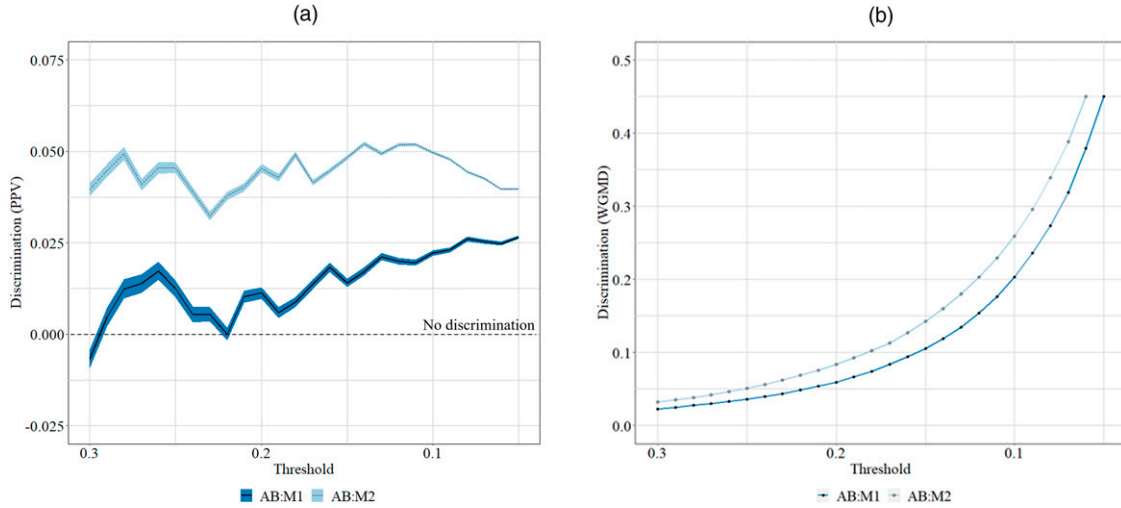 (a)
0.075
0.050
0.025
0.000
-0.025
Discrimination (PPV)
No discrimination
0.3
0.2
0.1
Threshold
AB:M1 AB:M2
(b)
0.5
0.4
0.3
0.2
0.1
0.0
Discrimination (WGMD)
0.3
0.2
0.1
Threshold
AB:M1 AB:M2